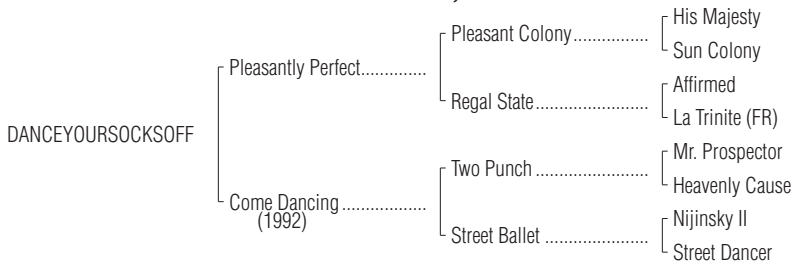 His Majesty
Pleasant Colony................
Sun Colony
Pleasantly Perfect..............
Affirmed
Regal State........................
La Trinite (FR)
DANCEYOURSOCKSOFF
Mr. Prospector
Two Punch ........................
Heavenly Cause
Come Dancing ..................
(1992)
Nijinsky II
Street Ballet ......................
Street Dancer